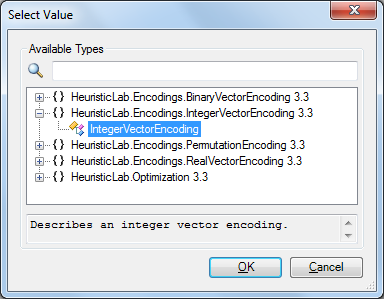 Select Value
Available Types
{} HeuristicLab.Encodings.BinaryVectorEncoding 3.3
{} HeuristicLab.Encodings.IntegerVectorEncoding 3.3
IntegerVectorEncoding
{} HeuristicLab.Encodings.PermutationEncoding 3.3
{} HeuristicLab.Encodings.RealVectorEncoding 3.3
{} HeuristicLab.Optimization 3.3
Describes an integer vector encoding.
OK Cancel